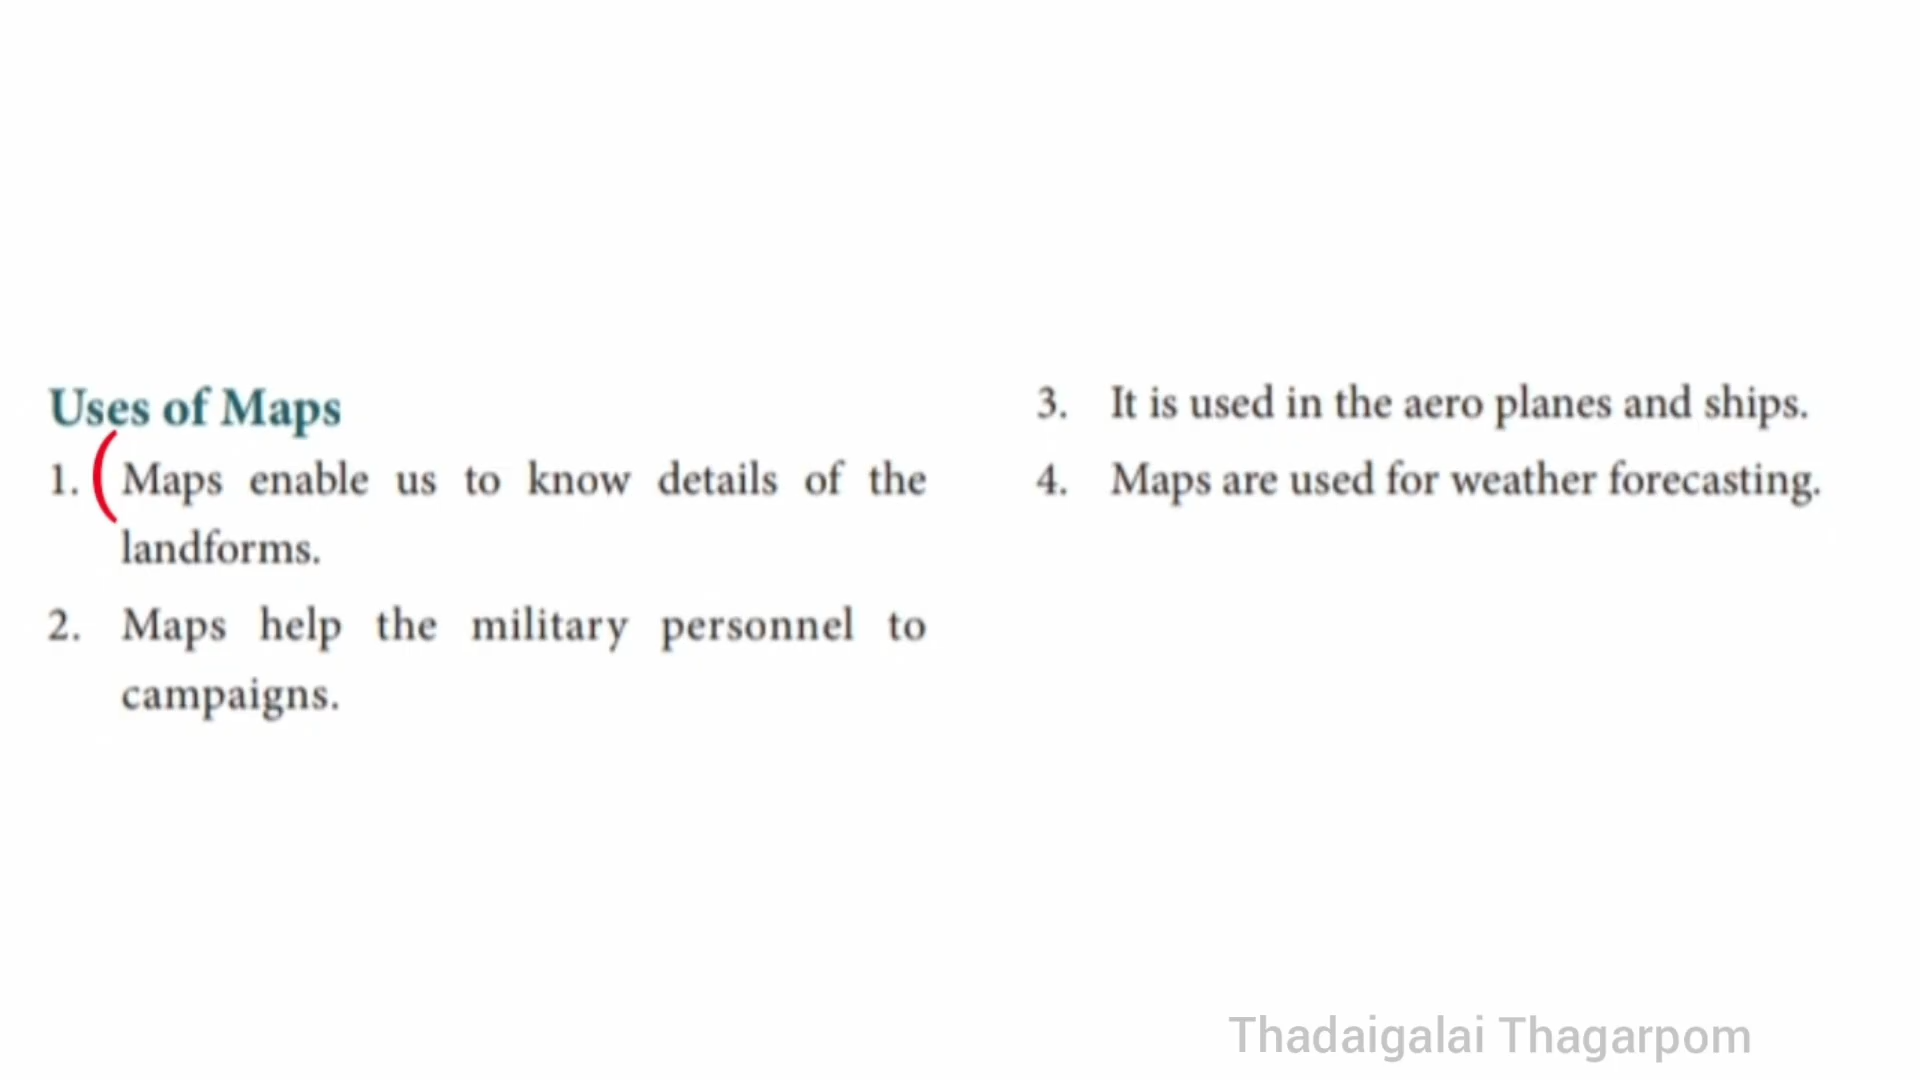 Uses of Maps
1. Maps enable us to know details of the
landforms.
2. Maps help the military personnel to
campaigns.
3. It is used in the aero planes and ships.
4. Maps are used for weather forecasting.
Thadaigalai Thagarpom